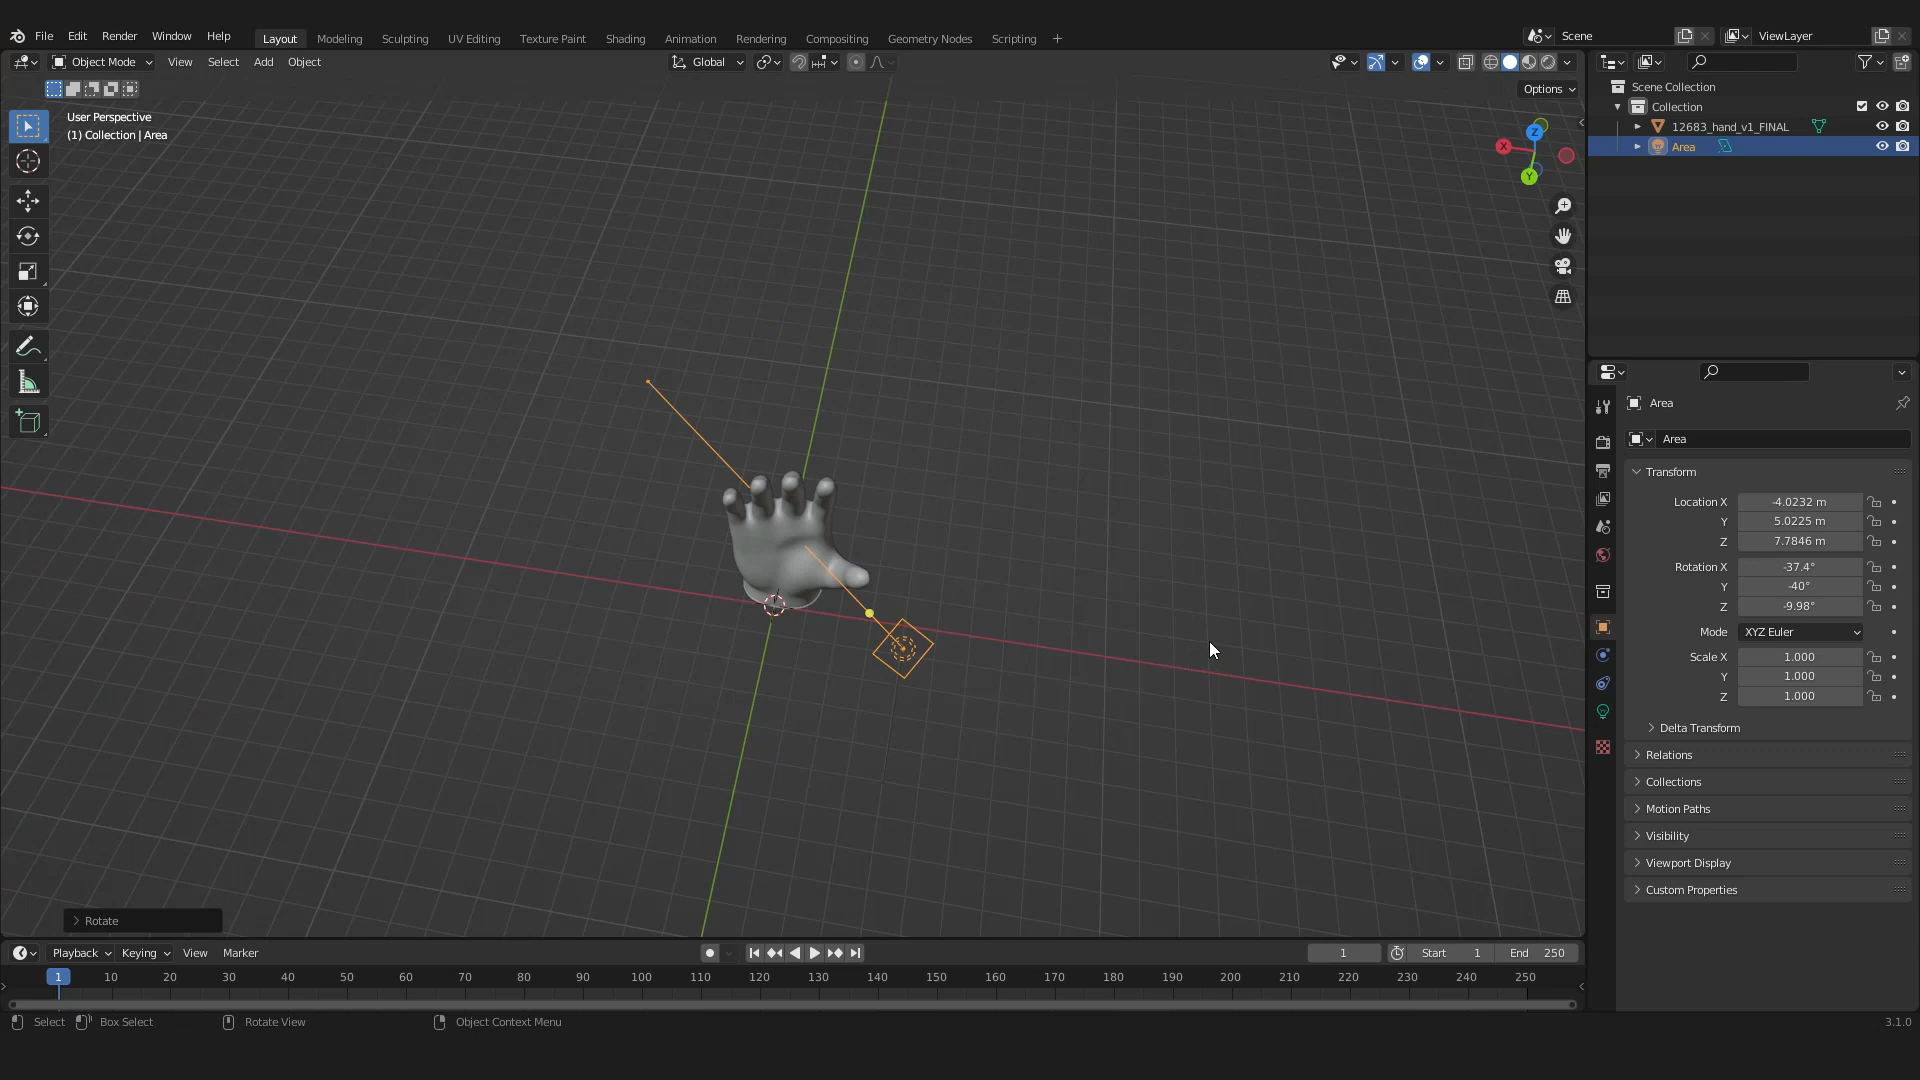 File Edit Render Window Help
Layout Modeling Sculpting UV Editing Texture Paint Shading Animation Rendering Compositing Geometry Nodes Scripting +
Scene
ViewLayer
Object Mode View Select Add Object
Global
Options
User Perspective
(1) Collection | Area
Z
X
Y
Scene Collection
Collection
12683_hand_v1_FINAL
Area
Area
Area
Transform
Location X -4.0232 m
Y 5.0225 m
Z 7.7846 m
Rotation X -37.4°
Y -40°
Z -9.98°
Mode XYZ Euler
Scale X 1.000
Y 1.000
Z 1.000
Delta Transform
Relations
Collections
Motion Paths
Visibility
Viewport Display
Custom Properties
Rotate
Playback Keying View Marker
1 Start 1 End 250
1 10 20 30 40 50 60 70 80 90 100 110 120 130 140 150 160 170 180 190 200 210 220 230 240 250
Select Box Select Rotate View Object Context Menu
3.1.0